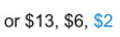 or $13, $6, $2